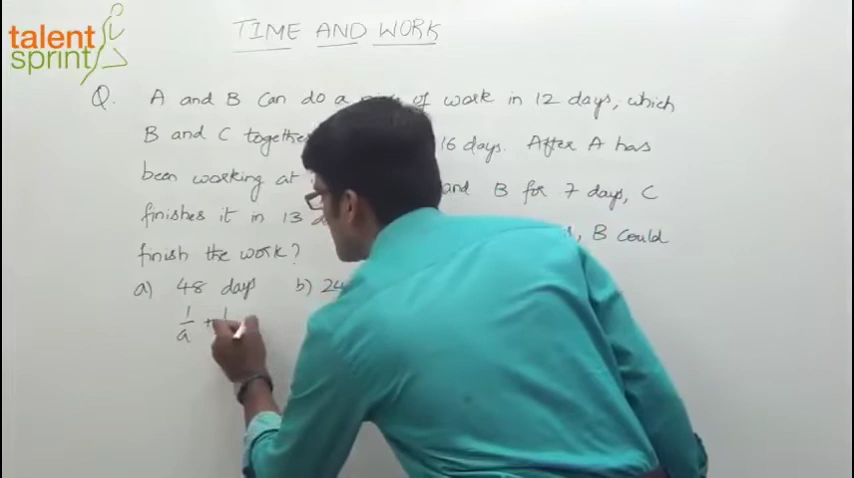 talent
sprint
TIME AND WORK
Q. A and B Can do a of work in 12 days, which
B and C together 16 days. After A has
been working at and B for 7 days, C
finishes it in 13 , B could
finish the work?
a) 48 days b) 24
1/a +